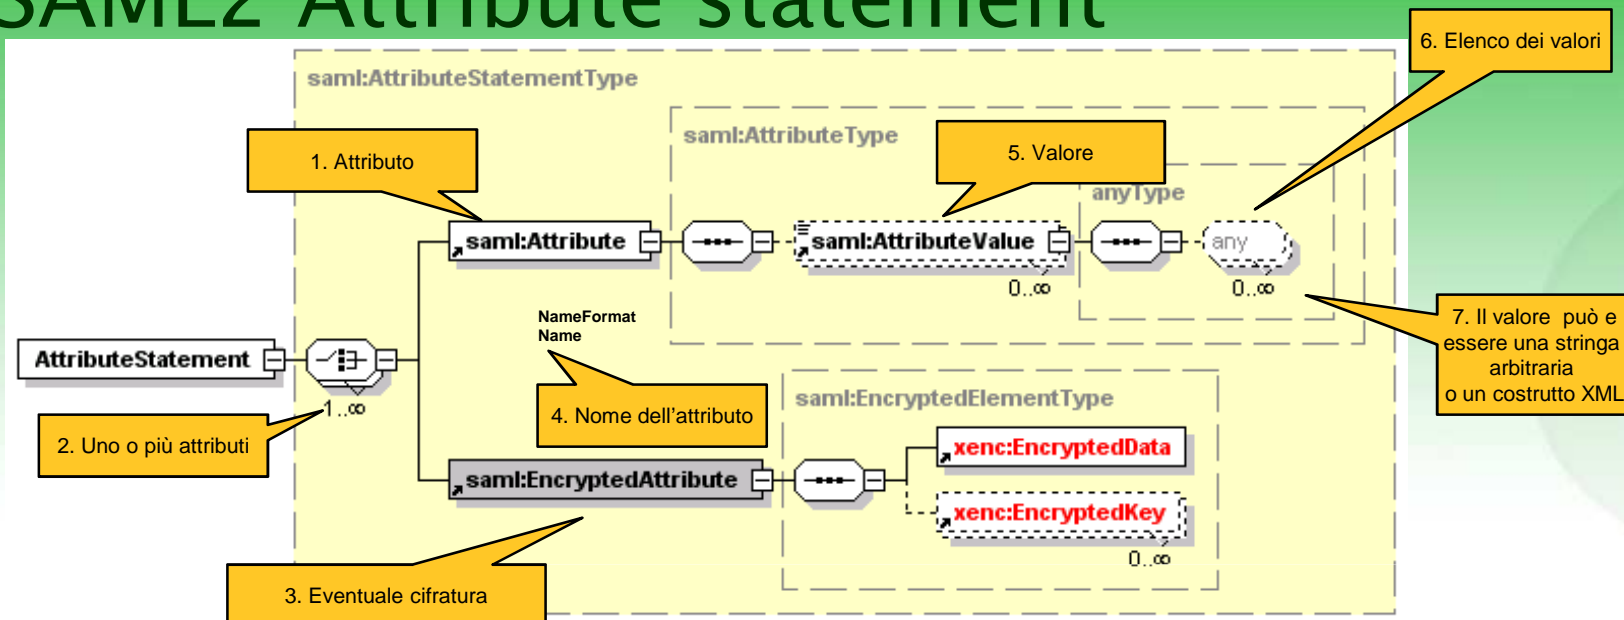 SAML2 Attribute statement
6. Elenco dei valori
saml:AttributeStatementType
saml:AttributeType
1. Attributo
5. Valore
anyType
saml:Attribute
saml:AttributeValue
any
0..∞
0..∞
NameFormat
Name
7. Il valore può e
essere una stringa
arbitraria
o un costrutto XML
AttributeStatement
1..∞
4. Nome dell'attributo
saml:EncryptedElementType
2. Uno o più attributi
xenc:EncryptedData
saml:EncryptedAttribute
xenc:EncryptedKey
0..∞
3. Eventuale cifratura